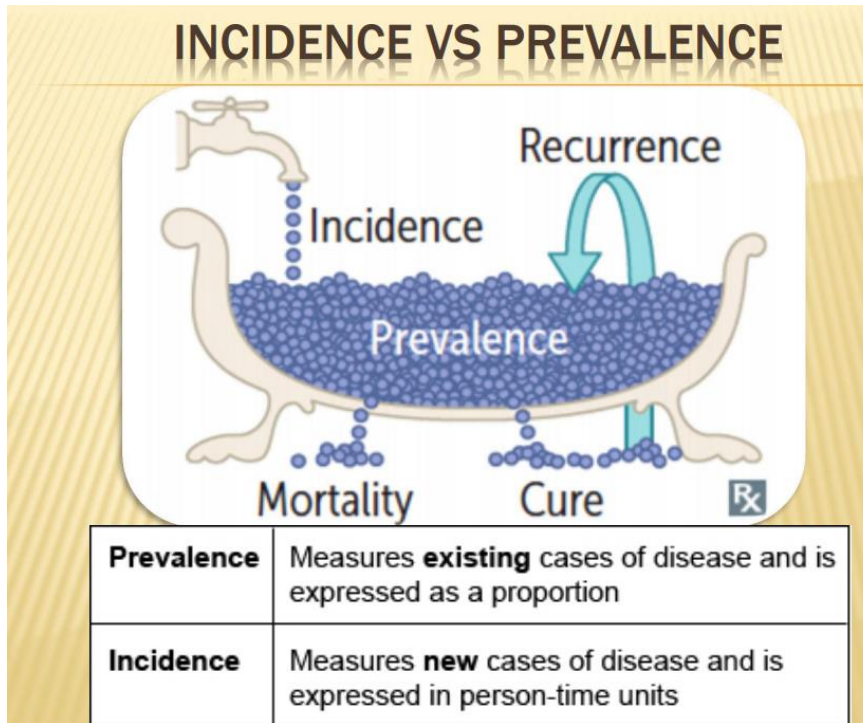 INCIDENCE VS PREVALENCE
Recurrence
Incidence
Prevalence
Mortality Cure
Rx
Prevalence Measures existing cases of disease and is
expressed as a proportion
Incidence Measures new cases of disease and is
expressed in person-time units